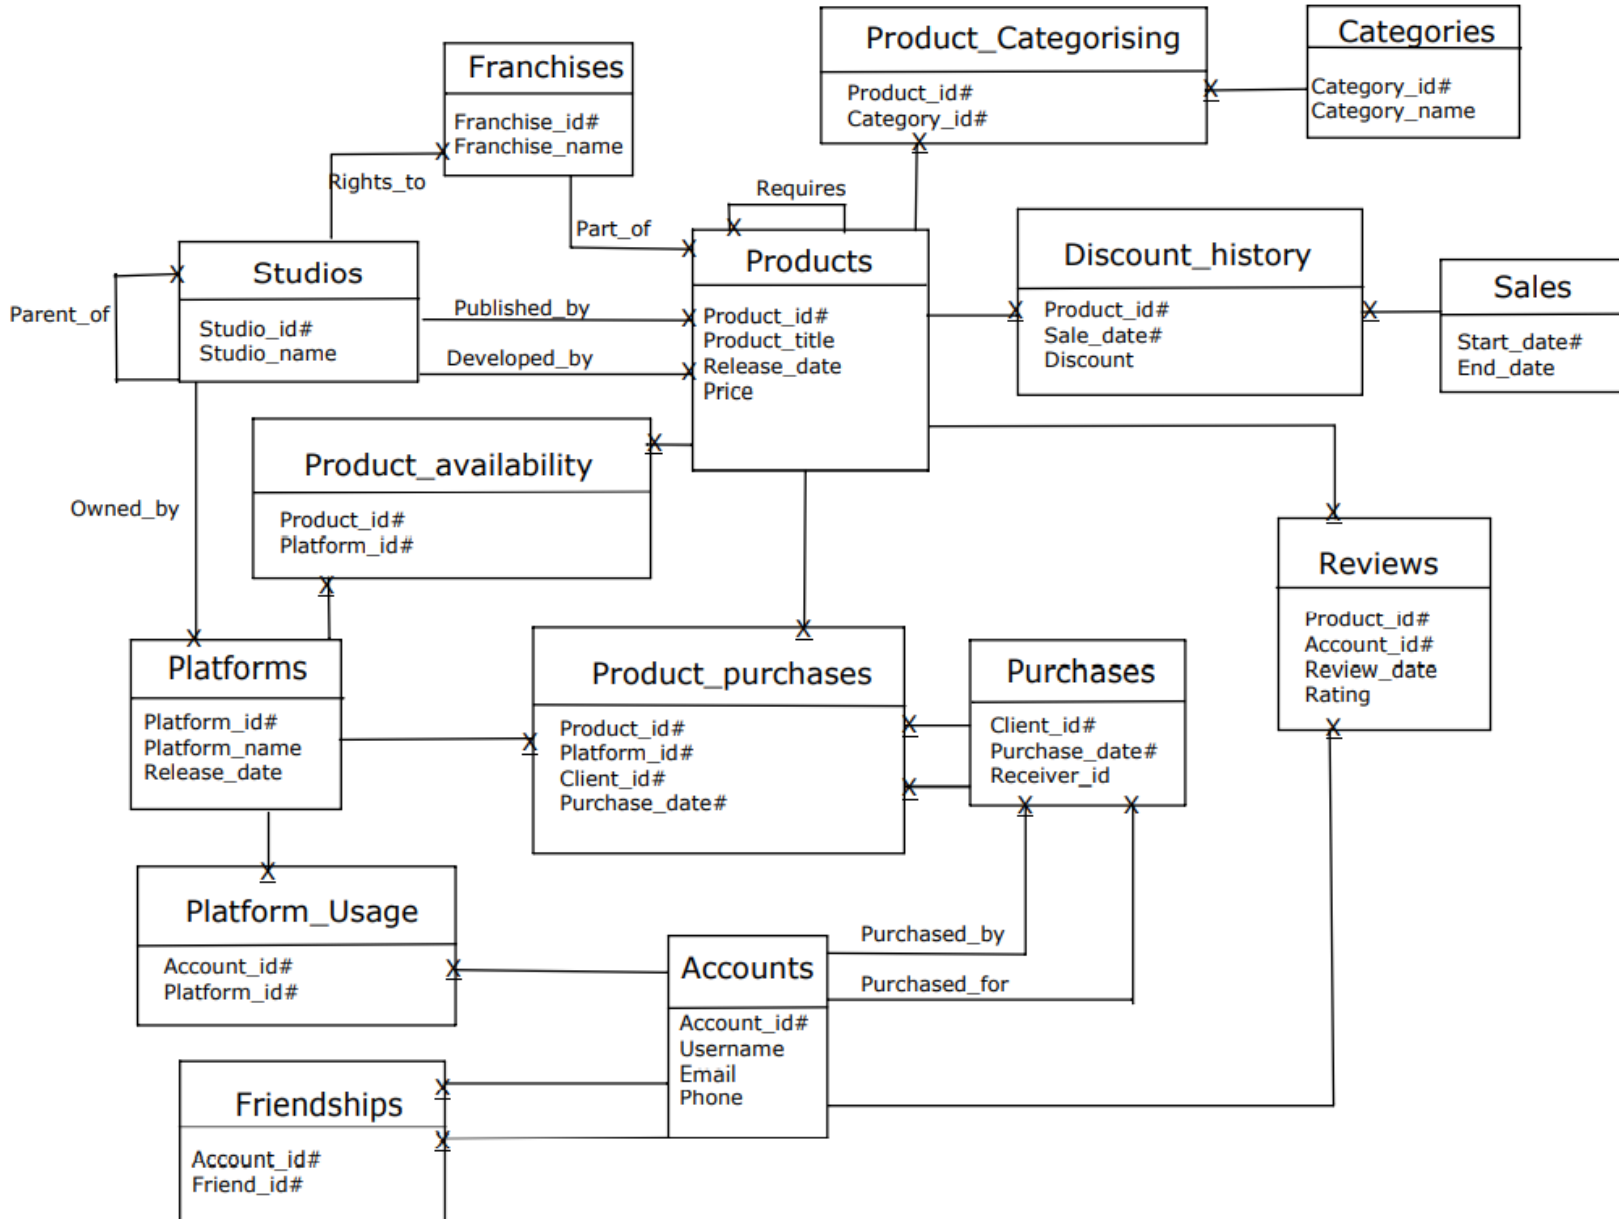 Franchises
Franchise_id#
Franchise_name
Product_Categorising
Product_id#
Category_id#
Categories
Category_id#
Category_name
Rights_to
Part_of
Requires
Studios
Studio_id#
Studio_name
Parent_of
Published_by
Developed_by
Products
Product_id#
Product_title
Release_date
Price
Discount_history
Product_id#
Sale_date#
Discount
Sales
Start_date#
End_date
Owned_by
Product_availability
Product_id#
Platform_id#
Reviews
Product_id#
Account_id#
Review_date
Rating
Platforms
Platform_id#
Platform_name
Release_date
Product_purchases
Product_id#
Platform_id#
Client_id#
Purchase_date#
Purchases
Client_id#
Purchase_date#
Receiver_id
Platform_Usage
Account_id#
Platform_id#
Purchased_by
Purchased_for
Accounts
Account_id#
Username
Email
Phone
Friendships
Account_id#
Friend_id#